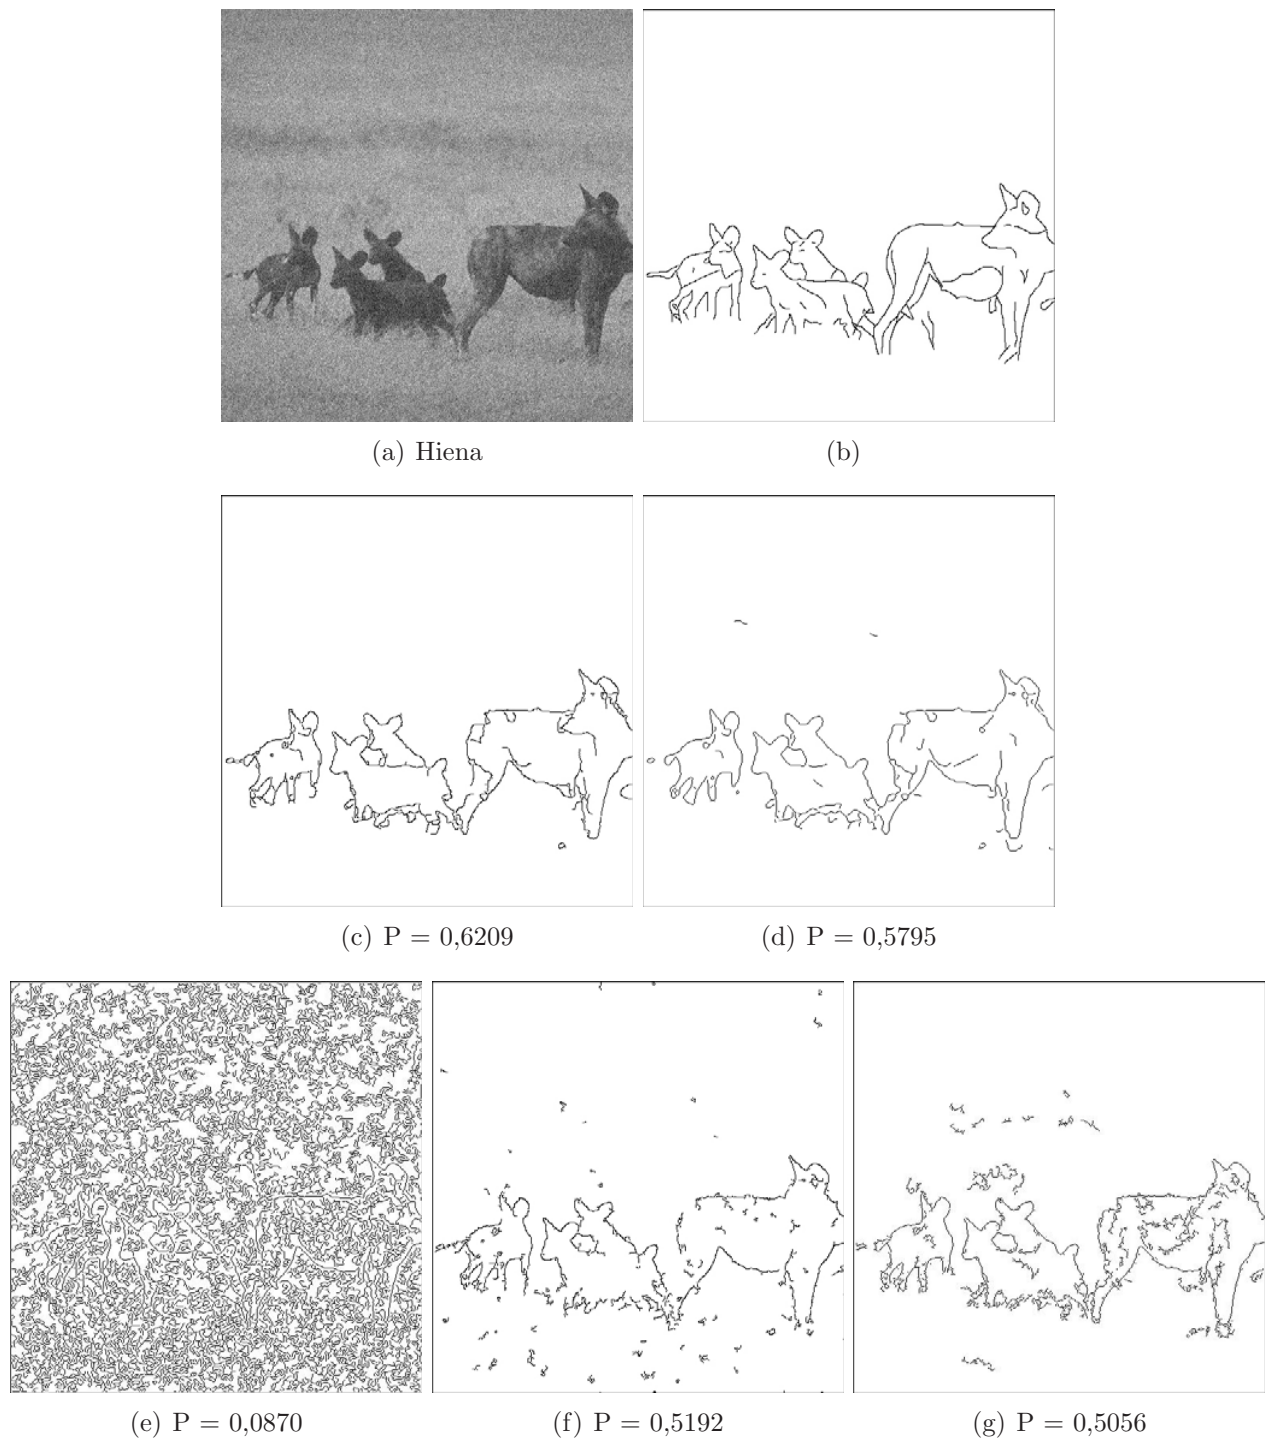 (a) Hiena
(b)
(c) P = 0,6209
(d) P = 0,5795
(e) P = 0,0870
(f) P = 0,5192
(g) P = 0,5056